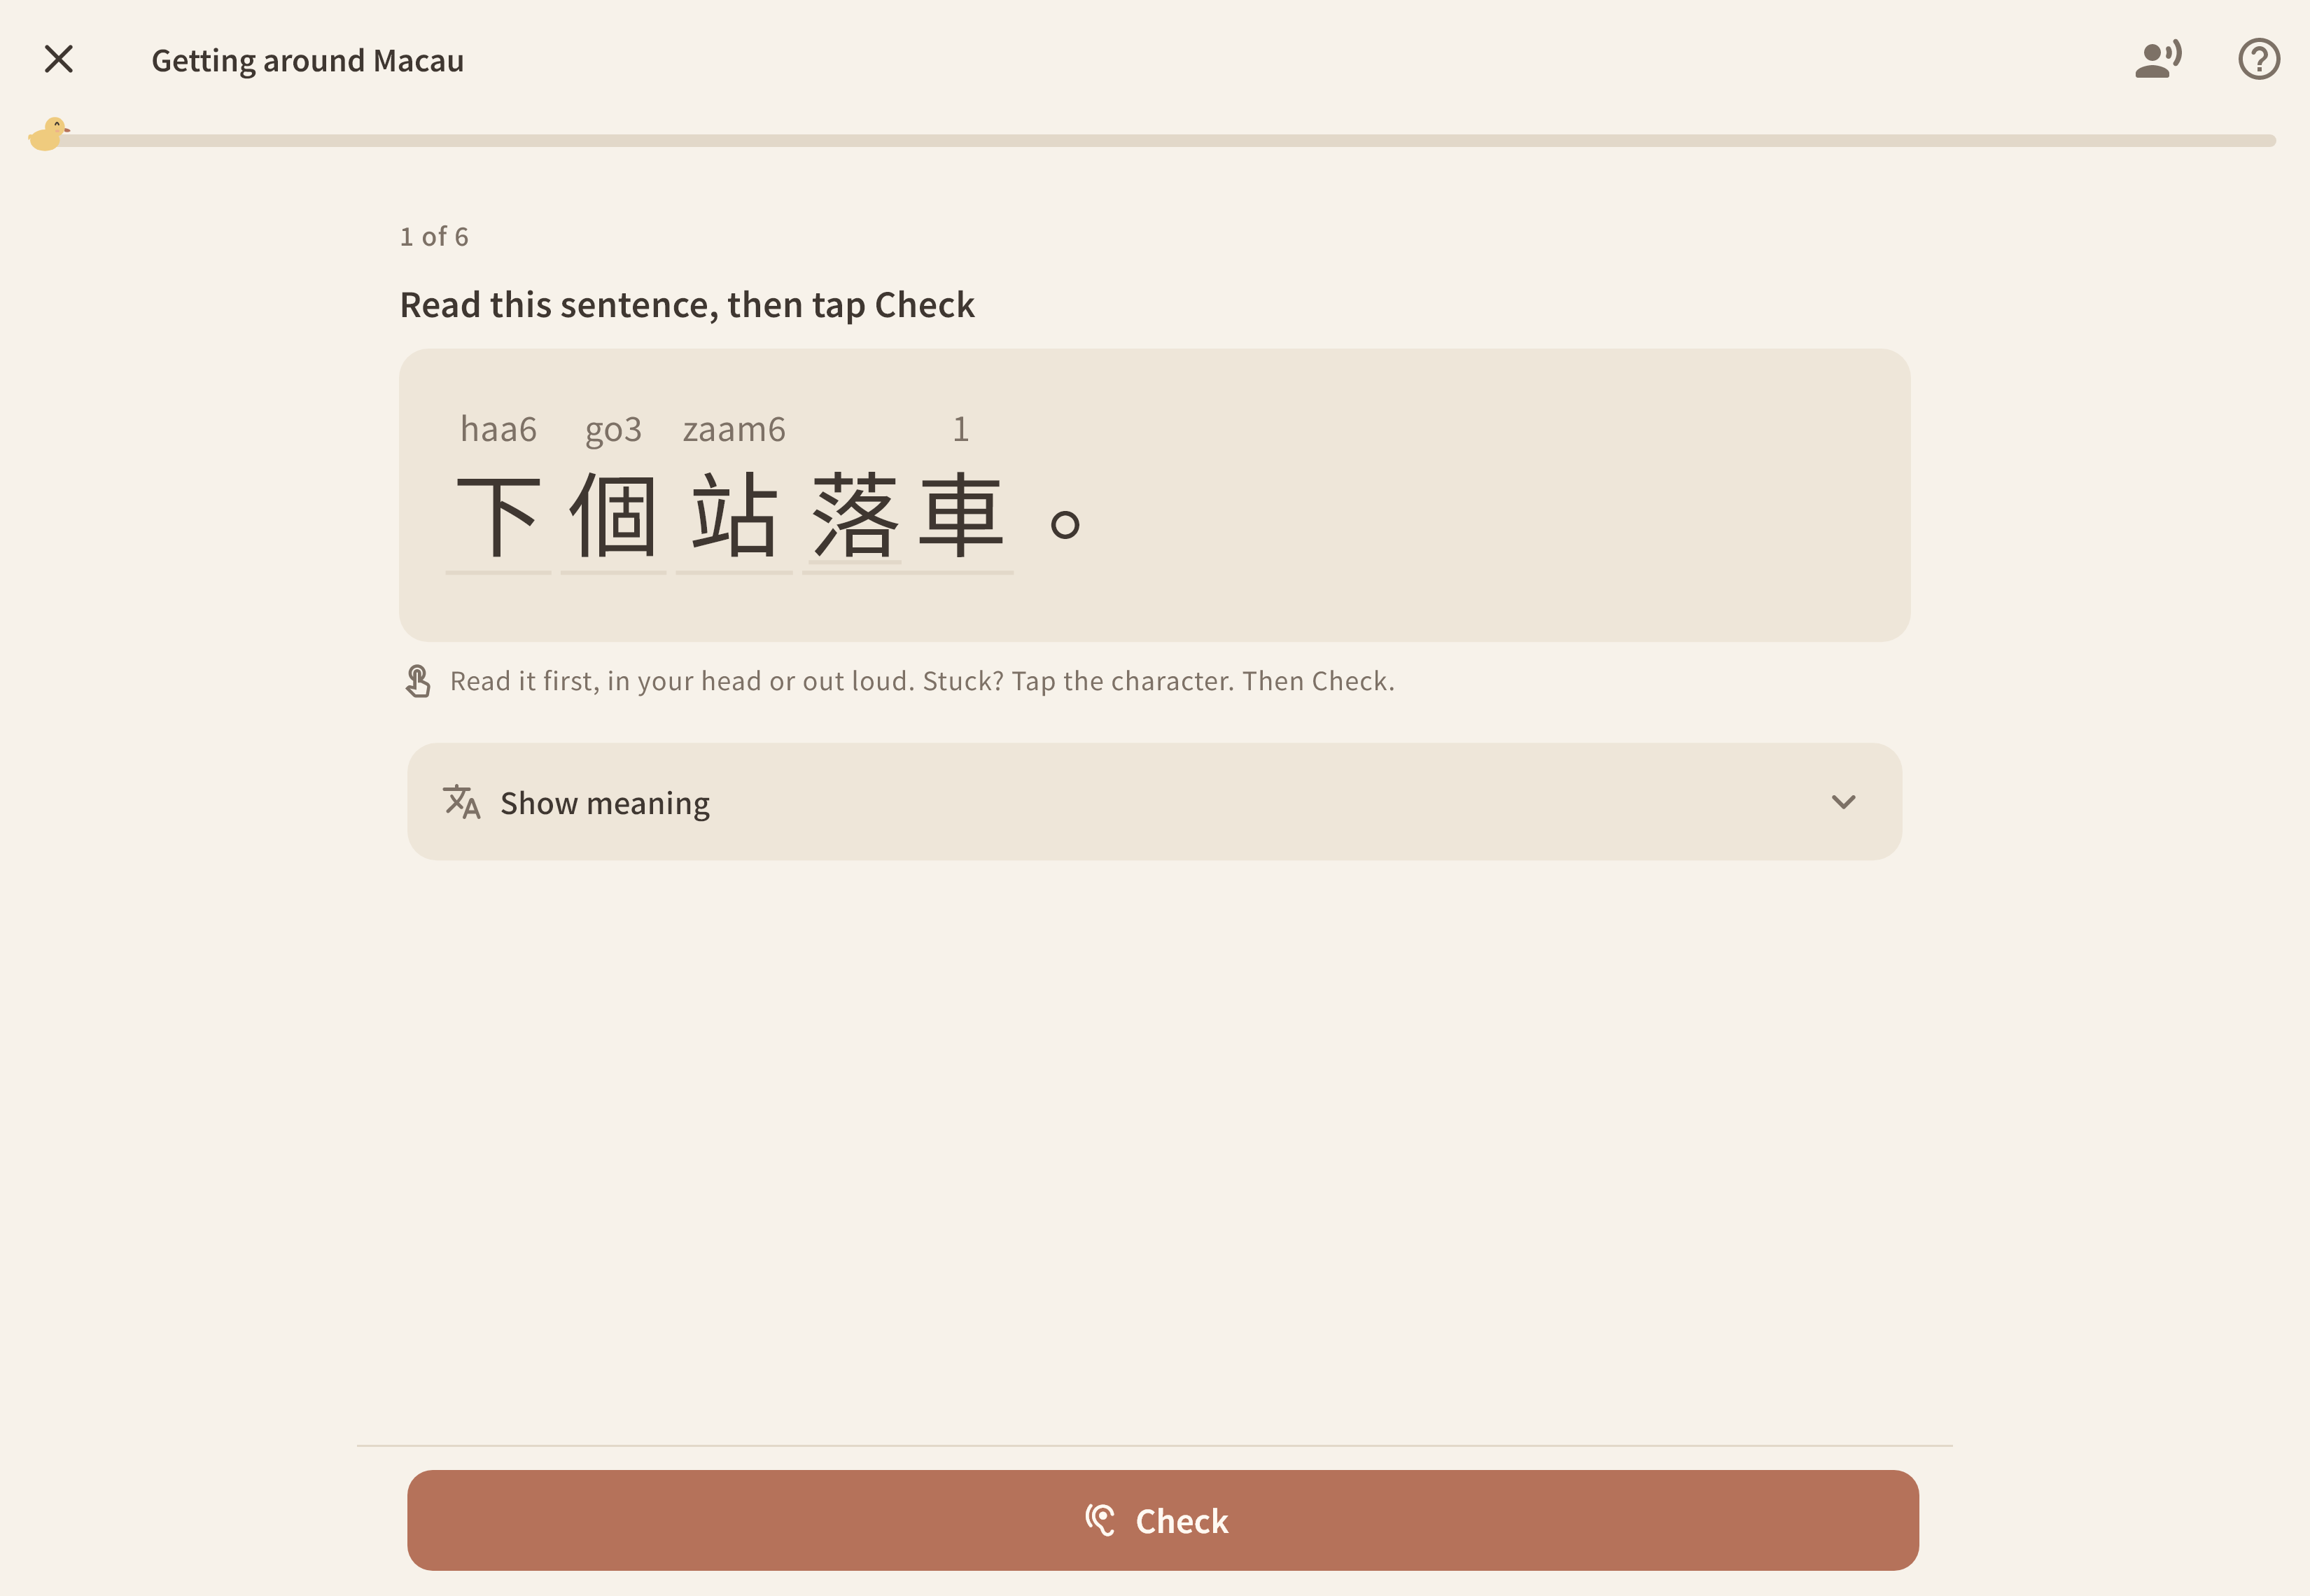 Getting around Macau
1 of 6
Read this sentence, then tap Check
haa6 go3 zaam6 1
下個站落車。
Read it first, in your head or out loud. Stuck? Tap the character. Then Check.
Show meaning
Check